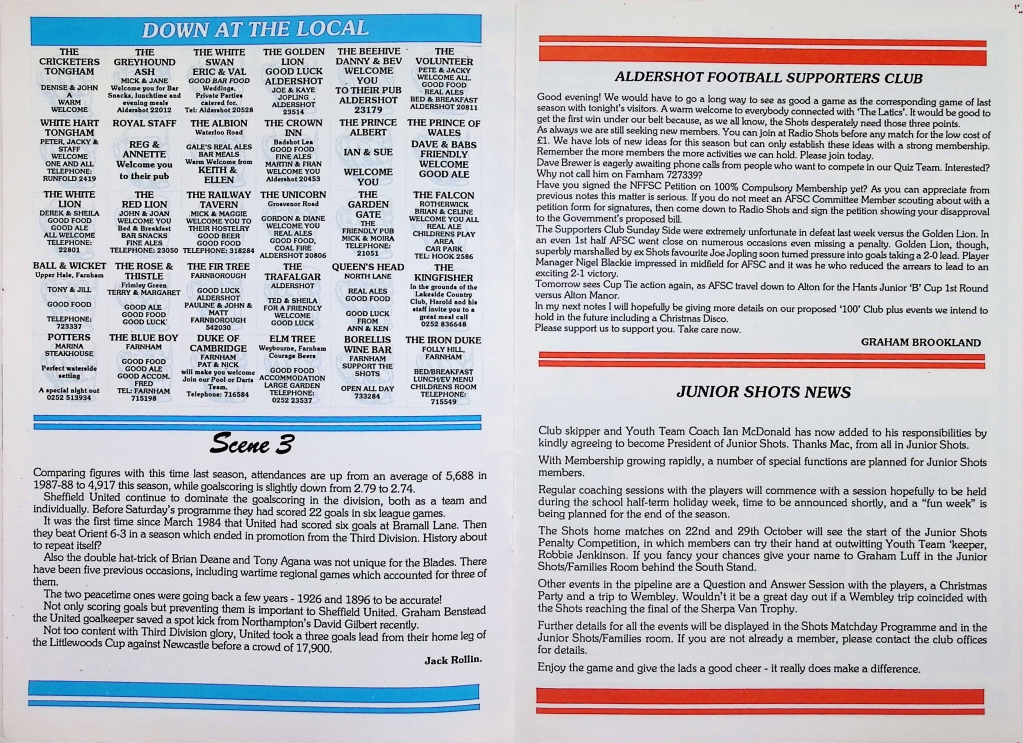 DOWN AT THE LOCAL
THE
CRICKETERS
TONGHAM
DENISE & JOHN
A
WARM
WELCOME
THE
GREYHOUND
ASH
MICK & JANE
Welcome you for Bar
Snacks, lunchtime and
evening meals
Aldershot 22012
THE WHITE
SWAN
ERIC & VAL
GOOD BAR FOOD
Weddings,
Private Parties
catered for.
Tel: Aldershot 20528
THE GOLDEN
LION
GOOD LUCK
ALDERSHOT
JOE & KAYE
JOPLING
ALDERSHOT
23514
THE BEEHIVE
DANNY & BEV
WELCOME
YOU
TO THEIR PUB
ALDERSHOT
23179
THE
VOLUNTEER
PETE & JACKY
WELCOME ALL.
GOOD FOOD
REAL ALES
BED & BREAKFAST
ALDERSHOT 20811
WHITE HART
TONGHAM
PETER, JACKY &
STAFF
WELCOME
ONE AND ALL
TELEPHONE:
RUNFOLD 2419
ROYAL STAFF
REG &
ANNETTE
Welcome you
to their pub
THE ALBION
Waterloo Road
GALE'S REAL ALES
BAR MEALS
Warm Welcome from
KEITH &
ELLEN
THE CROWN
INN
Badshot Lea
GOOD FOOD
FINE ALES
MARTIN & FRAN
WELCOME YOU
Aldershot 20453
THE PRINCE
ALBERT
IAN & SUE
WELCOME
YOU
THE PRINCE OF
WALES
DAVE & BABS
FRIENDLY
WELCOME
GOOD ALE
THE WHITE
LION
DEREK & SHEILA
GOOD FOOD
GOOD ALE
ALL WELCOME
TELEPHONE:
22801
THE
RED LION
JOHN & JOAN
WELCOME YOU
Bed & Breakfast
BAR SNACKS
FINE ALES
TELEPHONE: 23050
THE RAILWAY
TAVERN
MICK & MAGGIE
WELCOME YOU TO
THEIR HOSTELRY
GOOD BEER
GOOD FOOD
TELEPHONE: 318284
THE UNICORN
Grosvenor Road
GORDON & DIANE
WELCOME YOU
REAL ALES
GOOD FOOD,
COAL FIRE
ALDERSHOT 20806
THE
GARDEN
GATE
THE
FRIENDLY PUB
MICK & MOIRA
TELEPHONE:
21051
THE FALCON
ROTHERWICK
BRIAN & CELINE
WELCOME YOU ALL
REAL ALE
CHILDRENS PLAY
AREA
CAR PARK
TEL: HOOK 2586
BALL & WICKET
Upper Hale, Farnham
TONY & JILL
GOOD FOOD
TELEPHONE:
723337
THE ROSE &
THISTLE
Frimley Green
TERRY & MARGARET
GOOD ALE
GOOD FOOD
GOOD LUCK
THE FIR TREE
FARNBOROUGH
GOOD LUCK
ALDERSHOT
PAULINE & JOHN &
MATT
FARNBOROUGH
542030
THE
TRAFALGAR
ALDERSHOT
TED & SHEILA
FOR A FRIENDLY
WELCOME
GOOD LUCK
QUEEN'S HEAD
NORTH LANE
REAL ALES
GOOD FOOD
GOOD LUCK
FROM
ANN & KEN
THE
KINGFISHER
In the grounds of the
Lakeside Country
Club, Harold and his
staff invite you to a
great meal call
0252 836648
POTTERS
MARINA
STEAKHOUSE
Perfect waterside
setting
A special night out
0252 513934
THE BLUE BOY
FARNHAM
GOOD FOOD
GOOD ALE
GOOD ACCOM.
FRED
TEL: FARNHAM
715198
DUKE OF
CAMBRIDGE
FARNHAM
PAT & NICK
will make you welcome
Join our Pool or Darts
Team.
Telephone: 716584
ELM TREE
Weybourne, Farnham
Courage Beers
GOOD FOOD
ACCOMMODATION
LARGE GARDEN
TELEPHONE:
0252 23537
BORELLIS
WINE BAR
FARNHAM
SUPPORT THE
SHOTS
OPEN ALL DAY
733284
THE IRON DUKE
FOLLY HILL,
FARNHAM
BED/BREAKFAST
LUNCH/EV MENU
CHILDRENS ROOM
TELEPHONE:
715549
Scene 3
Comparing figures with this time last season, attendances are up from an average of 5,688 in
1987-88 to 4,917 this season, while goalscoring is slightly down from 2.79 to 2.74.
Sheffield United continue to dominate the goalscoring in the division, both as a team and
individually. Before Saturday's programme they had scored 22 goals in six league games.
It was the first time since March 1984 that United had scored six goals at Bramall Lane. Then
they beat Orient 6-3 in a season which ended in promotion from the Third Division. History about
to repeat itself?
Also the double hat-trick of Brian Deane and Tony Agana was not unique for the Blades. There
have been five previous occasions, including wartime regional games which accounted for three of
them.
The two peacetime ones were going back a few years - 1926 and 1896 to be accurate!
Not only scoring goals but preventing them is important to Sheffield United. Graham Benstead
the United goalkeeper saved a spot kick from Northampton's David Gilbert recently.
Not too content with Third Division glory, United took a three goals lead from their home leg of
the Littlewoods Cup against Newcastle before a crowd of 17,900.
Jack Rollin.
ALDERSHOT FOOTBALL SUPPORTERS CLUB
Good evening! We would have to go a long way to see as good a game as the corresponding game of last
season with tonight's visitors. A warm welcome to everybody connected with 'The Latics'. It would be good to
get the first win under our belt because, as we all know, the Shots desperately need those three points.
As always we are still seeking new members. You can join at Radio Shots before any match for the low cost of
£1. We have lots of new ideas for this season but can only establish these ideas with a strong membership.
Remember the more members the more activities we can hold. Please join today.
Dave Brewer is eagerly awaiting phone calls from people who want to compete in our Quiz Team. Interested?
Why not call him on Farnham 727339?
Have you signed the NFFSC Petition on 100% Compulsory Membership yet? As you can appreciate from
previous notes this matter is serious. If you do not meet an AFSC Committee Member scouting about with a
petition form for signatures, then come down to Radio Shots and sign the petition showing your disapproval
to the Government's proposed bill.
The Supporters Club Sunday Side were extremely unfortunate in defeat last week versus the Golden Lion. In
an even 1st half AFSC went close on numerous occasions even missing a penalty. Golden Lion, though,
superbly marshalled by ex Shots favourite Joe Jopling soon turned pressure into goals taking a 2-0 lead. Player
Manager Nigel Blackie impressed in midfield for AFSC and it was he who reduced the arrears to lead to an
exciting 2-1 victory.
Tomorrow sees Cup Tie action again, as AFSC travel down to Alton for the Hants Junior 'B' Cup 1st Round
versus Alton Manor.
In my next notes I will hopefully be giving more details on our proposed '100' Club plus events we intend to
hold in the future including a Christmas Disco.
Please support us to support you. Take care now.
GRAHAM BROOKLAND
JUNIOR SHOTS NEWS
Club skipper and Youth Team Coach Ian McDonald has now added to his responsibilities by
kindly agreeing to become President of Junior Shots. Thanks Mac, from all in Junior Shots.
With Membership growing rapidly, a number of special functions are planned for Junior Shots
members.
Regular coaching sessions with the players will commence with a session hopefully to be held
during the school half-term holiday week, time to be announced shortly, and a "fun week" is
being planned for the end of the season.
The Shots home matches on 22nd and 29th October will see the start of the Junior Shots
Penalty Competition, in which members can try their hand at outwitting Youth Team 'keeper,
Robbie Jenkinson. If you fancy your chances give your name to Graham Luff in the Junior
Shots/Families Room behind the South Stand.
Other events in the pipeline are a Question and Answer Session with the players, a Christmas
Party and a trip to Wembley. Wouldn't it be a great day out if a Wembley trip coincided with
the Shots reaching the final of the Sherpa Van Trophy.
Further details for all the events will be displayed in the Shots Matchday Programme and in the
Junior Shots/Families room. If you are not already a member, please contact the club offices
for details.
Enjoy the game and give the lads a good cheer - it really does make a difference.